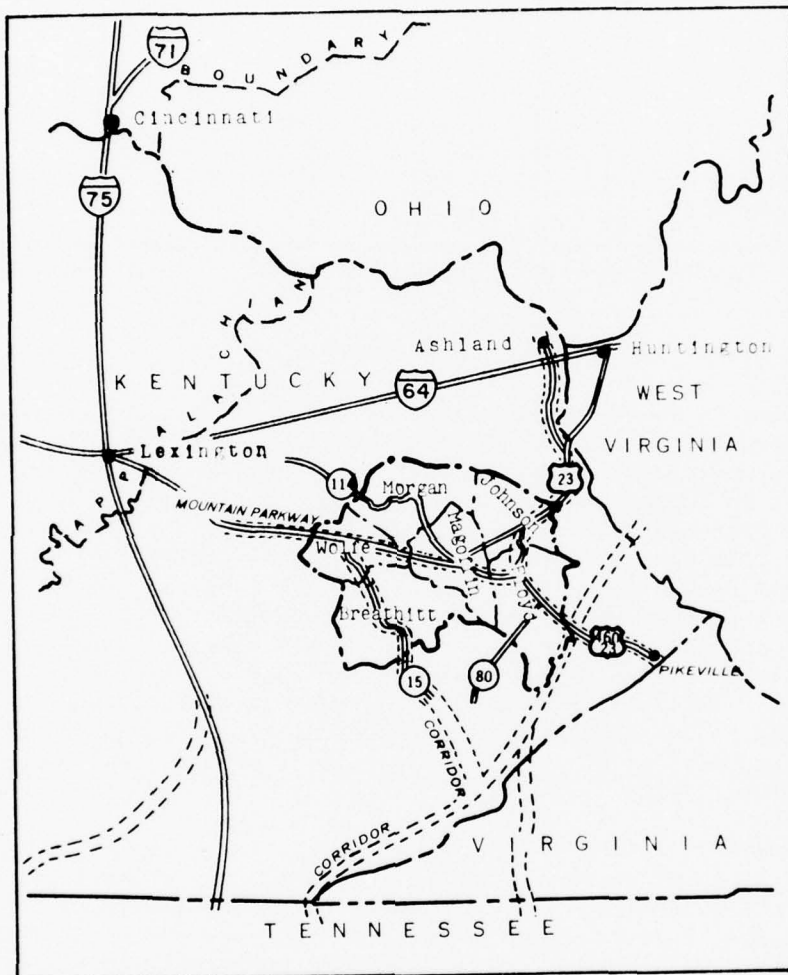 71
BOUNDARY
Cincinnati
75
OHIO
APPALACHIAN
Ashland
Huntington
KENTUCKY
64
WEST
VIRGINIA
Lexington
23
11
Morgan
Johnson
MOUNTAIN PARKWAY
Magoffin
Wolfe
Floyd
Breathitt
460
23
15
80
PIKEVILLE
CORRIDOR
CORRIDOR
VIRGINIA
TENNESSEE